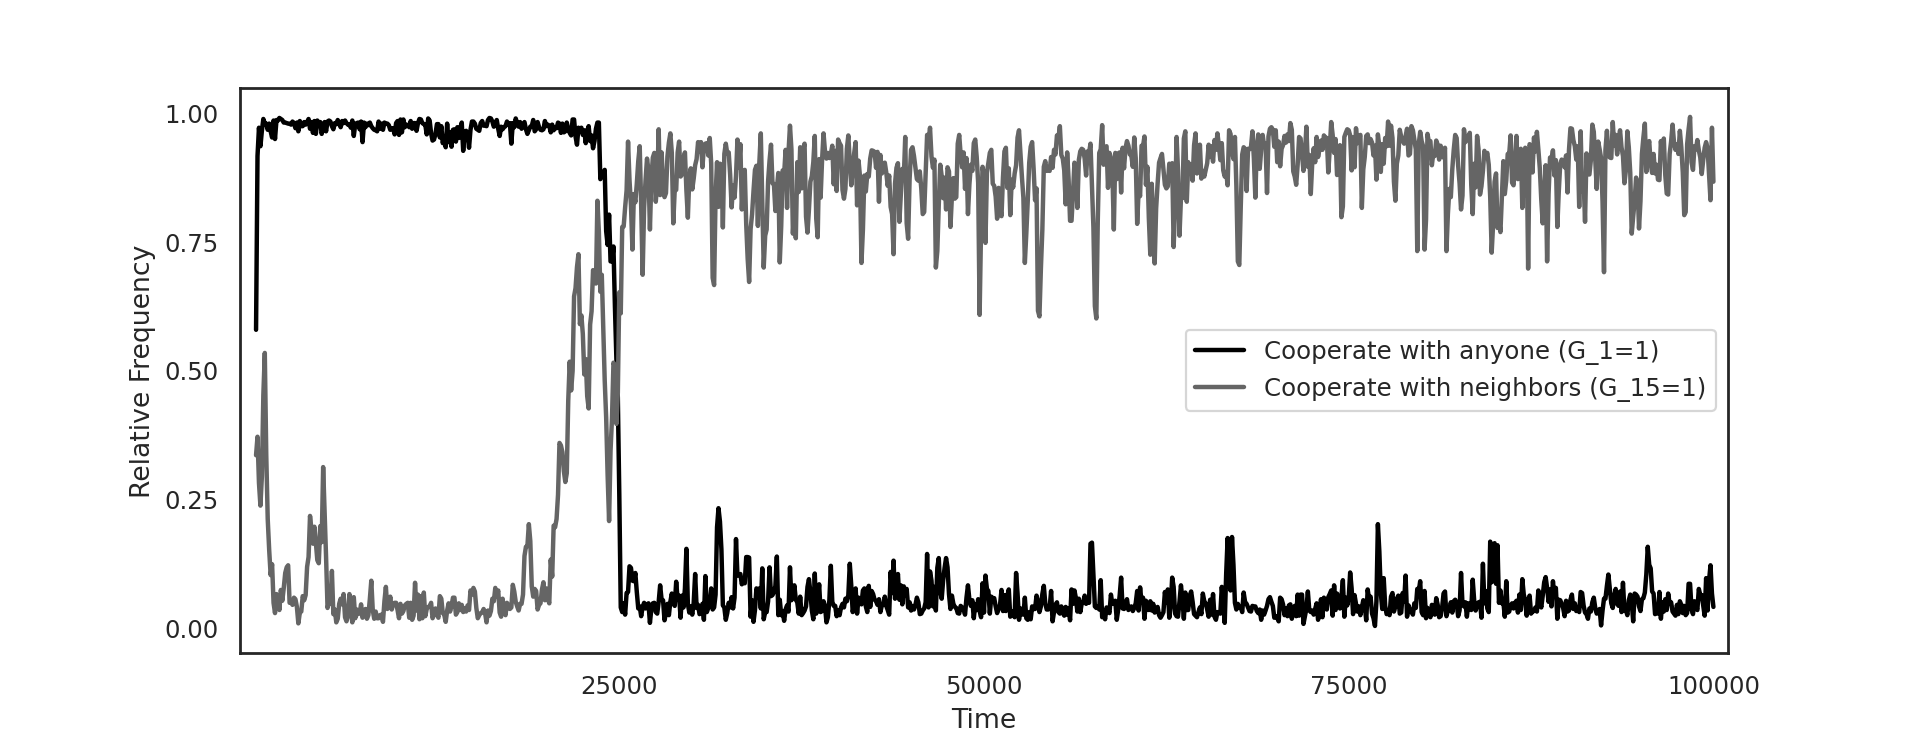 1.00
0.75
0.50
0.25
0.00
Relative Frequency
Cooperate with anyone (G_1=1)
Cooperate with neighbors (G_15=1)
25000 50000 75000 100000
Time